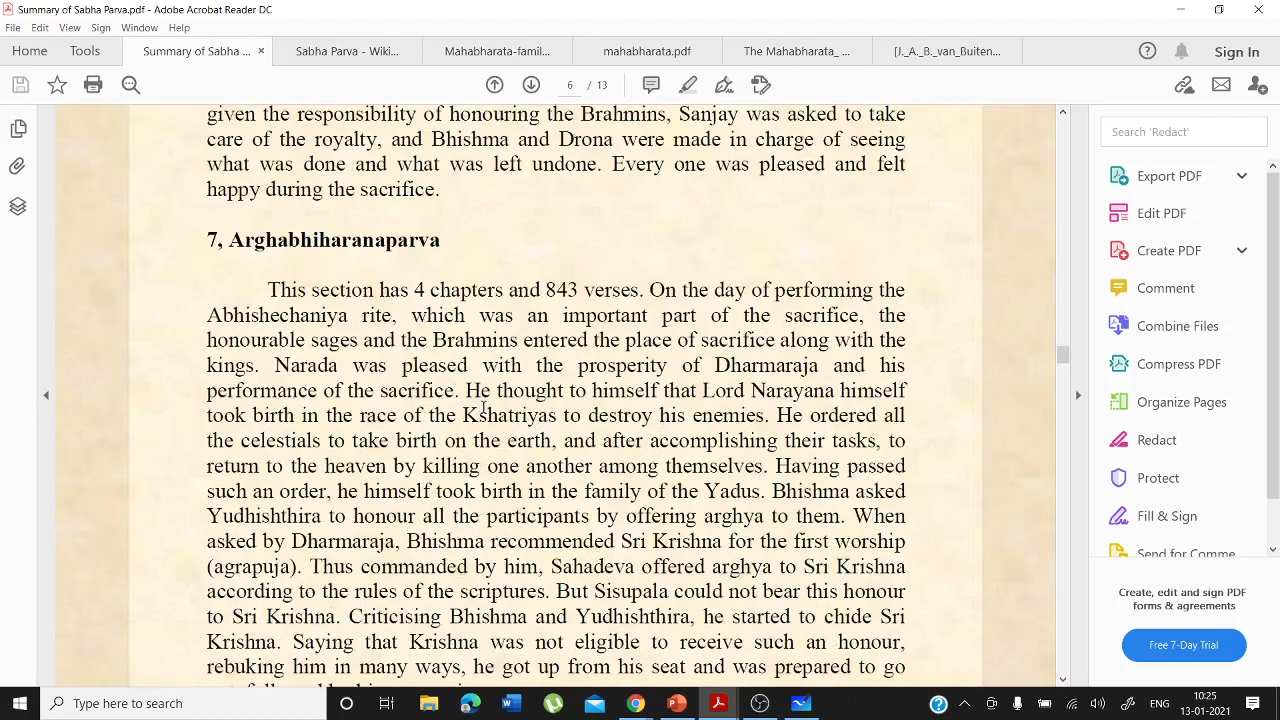 Summary of Sabha Parva.pdf - Adobe Acrobat Reader DC
File Edit View Sign Window Help
Home Tools Summary of Sabha ... × Sabha Parva - Wiki... Mahabharata-famil... mahabharata.pdf The Mahabharata_ ... [J._A._B._van_Buiten... Sign In
6 / 13
given the responsibility of honouring the Brahmins, Sanjay was asked to take
care of the royalty, and Bhishma and Drona were made in charge of seeing
what was done and what was left undone. Every one was pleased and felt
happy during the sacrifice.
7, Arghabhiharanaparva
This section has 4 chapters and 843 verses. On the day of performing the
Abhishechaniya rite, which was an important part of the sacrifice, the
honourable sages and the Brahmins entered the place of sacrifice along with the
kings. Narada was pleased with the prosperity of Dharmaraja and his
performance of the sacrifice. He thought to himself that Lord Narayana himself
took birth in the race of the Kshatriyas to destroy his enemies. He ordered all
the celestials to take birth on the earth, and after accomplishing their tasks, to
return to the heaven by killing one another among themselves. Having passed
such an order, he himself took birth in the family of the Yadus. Bhishma asked
Yudhishthira to honour all the participants by offering arghya to them. When
asked by Dharmaraja, Bhishma recommended Sri Krishna for the first worship
(agrapuja). Thus commanded by him, Sahadeva offered arghya to Sri Krishna
according to the rules of the scriptures. But Sisupala could not bear this honour
to Sri Krishna. Criticising Bhishma and Yudhishthira, he started to chide Sri
Krishna. Saying that Krishna was not eligible to receive such an honour,
rebuking him in many ways, he got up from his seat and was prepared to go
Search 'Redact'
Export PDF
Edit PDF
Create PDF
Comment
Combine Files
Compress PDF
Organize Pages
Redact
Protect
Fill & Sign
Send for Comme
Create, edit and sign PDF
forms & agreements
Free 7-Day Trial
Type here to search
ENG
10:25
13-01-2021